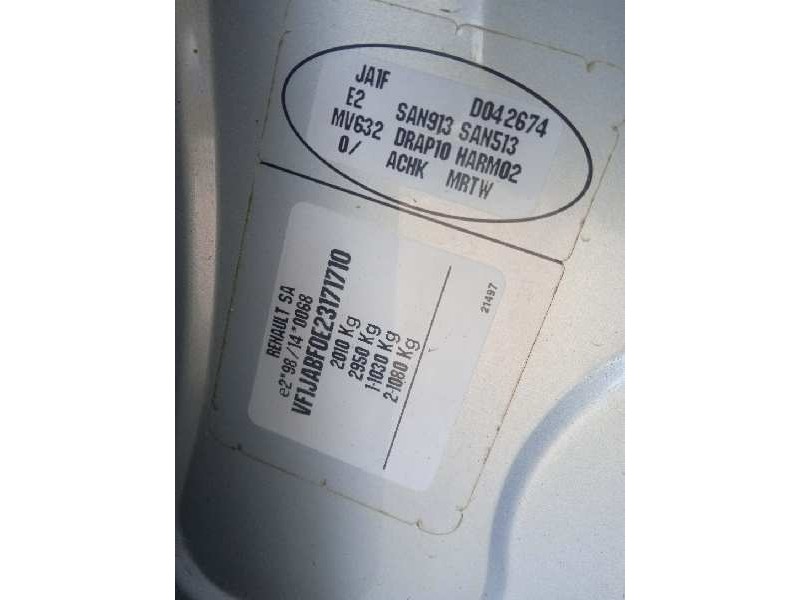 JA1F D042674
E2 SAN913 SAN513
MV632 DRAP10 HARM02
0/ ACHK MRTW
RENAULT SA
e2*98/14*0068
VF1JABF0E23171710
2010 Kg
2950 Kg
1-1030 Kg
2-1080 Kg
21497